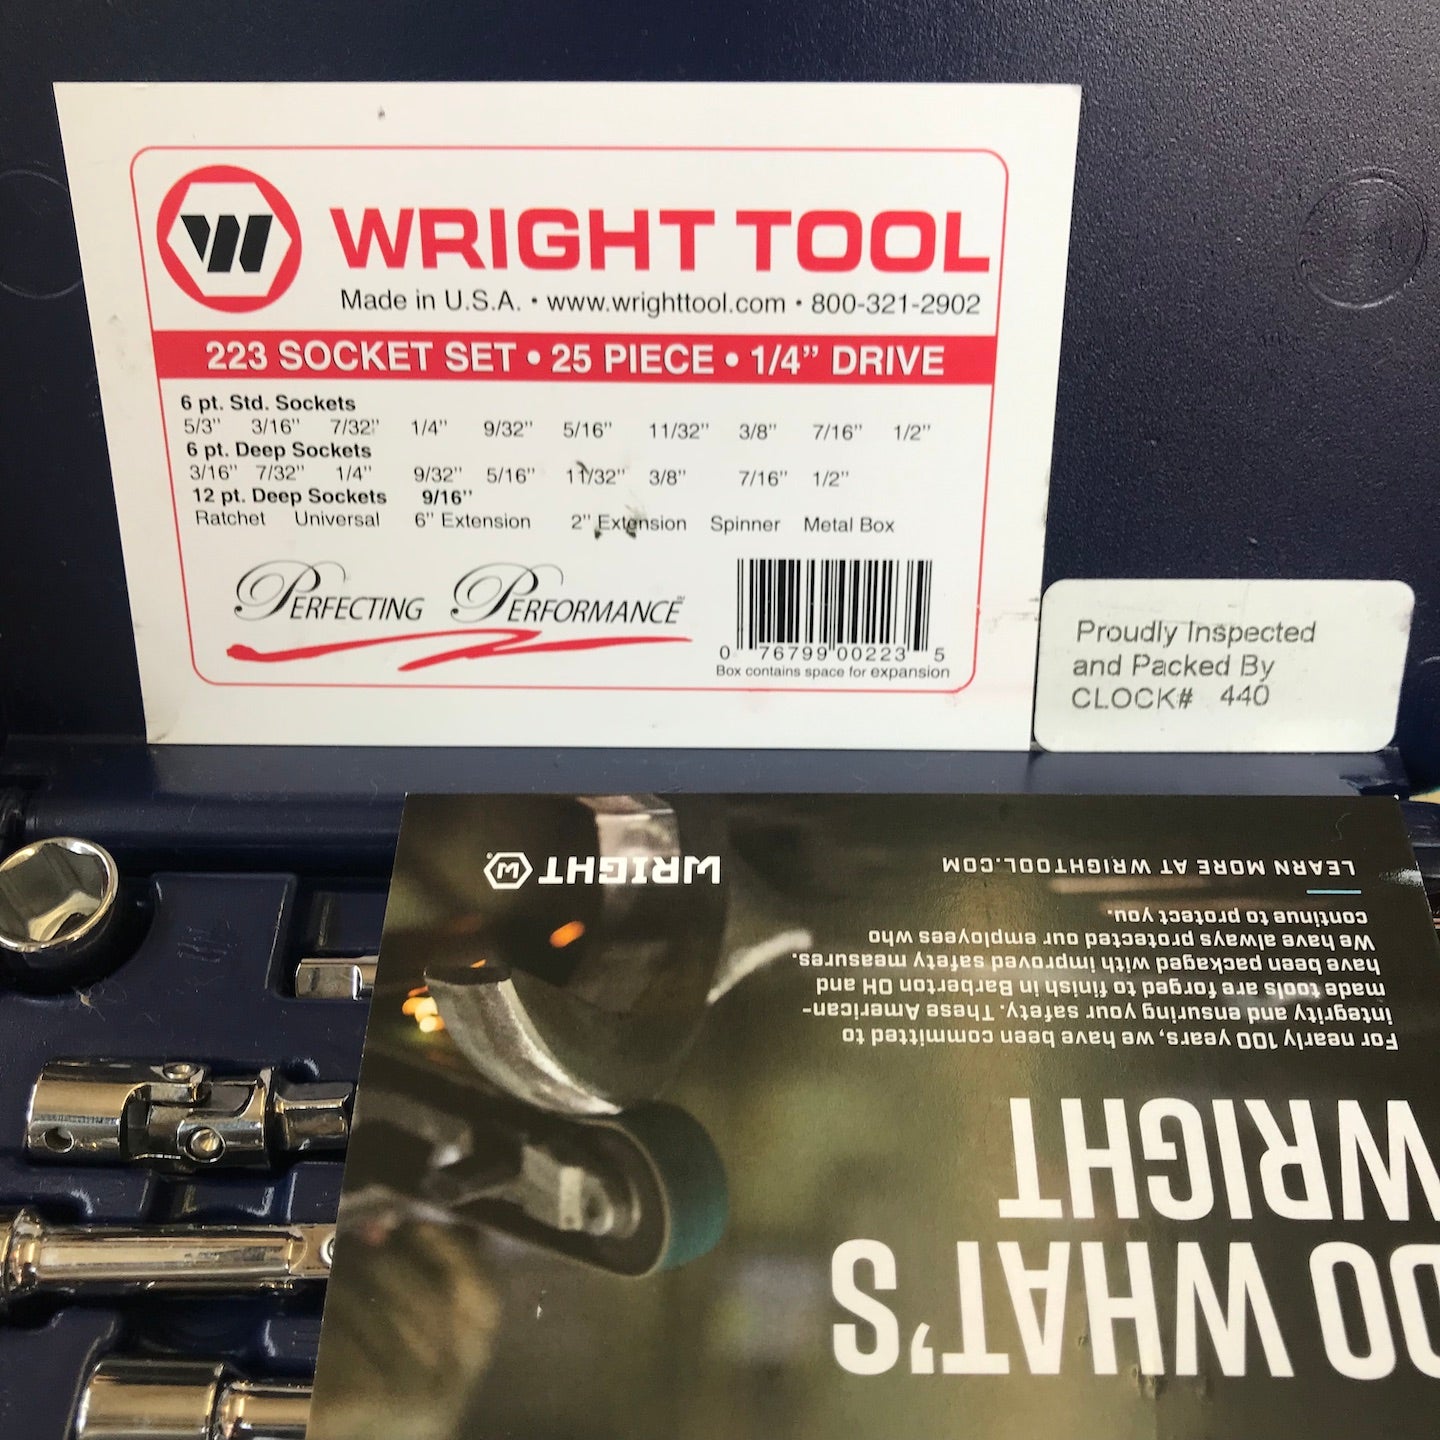 W WRIGHT TOOL
Made in U.S.A. • www.wrighttool.com • 800-321-2902
223 SOCKET SET • 25 PIECE • 1/4” DRIVE
6 pt. Std. Sockets
5/3” 3/16” 7/32” 1/4” 9/32” 5/16” 11/32” 3/8” 7/16” 1/2”
6 pt. Deep Sockets
3/16” 7/32” 1/4” 9/32” 5/16” 11/32” 3/8” 7/16” 1/2”
12 pt. Deep Sockets 9/16”
Ratchet Universal 6” Extension 2” Extension Spinner Metal Box
PERFECTING PERFORMANCE™
0 76799 00223 5
Box contains space for expansion
Proudly Inspected
and Packed By
CLOCK# 440
DO WHAT'S
WRIGHT
For nearly 100 years, we have been committed to
integrity and ensuring your safety. These American-
made tools are forged to finish in Barberton OH and
have been packaged with improved safety measures.
We have always protected our employees who
continue to protect you.
LEARN MORE AT WRIGHTTOOL.COM
WRIGHT W®